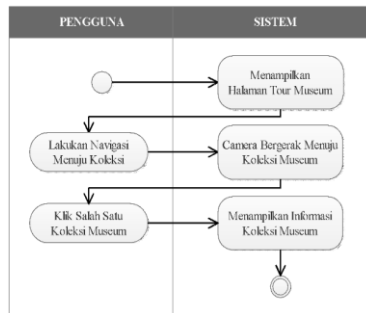 PENGGUNA
SISTEM
Menampilkan
Halaman Tour Museum
Lakukan Navigasi
Menuju Koleksi
Camera Bergerak Menuju
Koleksi Museum
Klik Salah Satu
Koleksi Museum
Menampilkan Informasi
Koleksi Museum